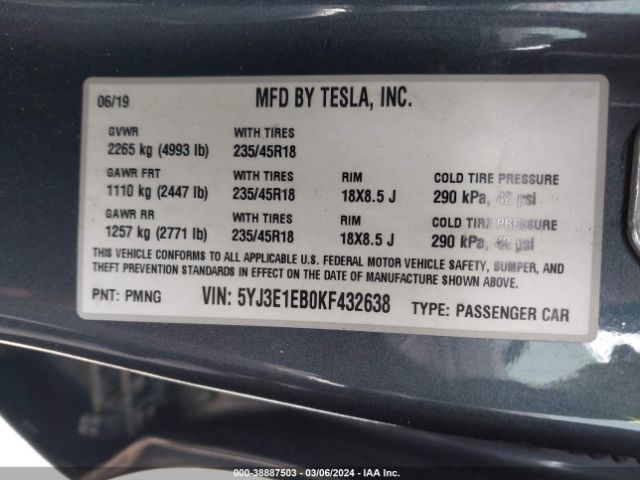 06/19 MFD BY TESLA, INC.
GVWR WITH TIRES
2265 kg (4993 lb) 235/45R18
GAWR FRT WITH TIRES RIM COLD TIRE PRESSURE
1110 kg (2447 lb) 235/45R18 18X8.5 J 290 kPa, 42 psi
GAWR RR WITH TIRES RIM COLD TIRE PRESSURE
1257 kg (2771 lb) 235/45R18 18X8.5 J 290 kPa, 42 psi
THIS VEHICLE CONFORMS TO ALL APPLICABLE U.S. FEDERAL MOTOR VEHICLE SAFETY, BUMPER, AND
THEFT PREVENTION STANDARDS IN EFFECT ON THE DATE OF MANUFACTURE SHOWN ABOVE.
PNT: PMNG VIN: 5YJ3E1EB0KF432638 TYPE: PASSENGER CAR
000-38887503 — 03/06/2024 — IAA Inc.